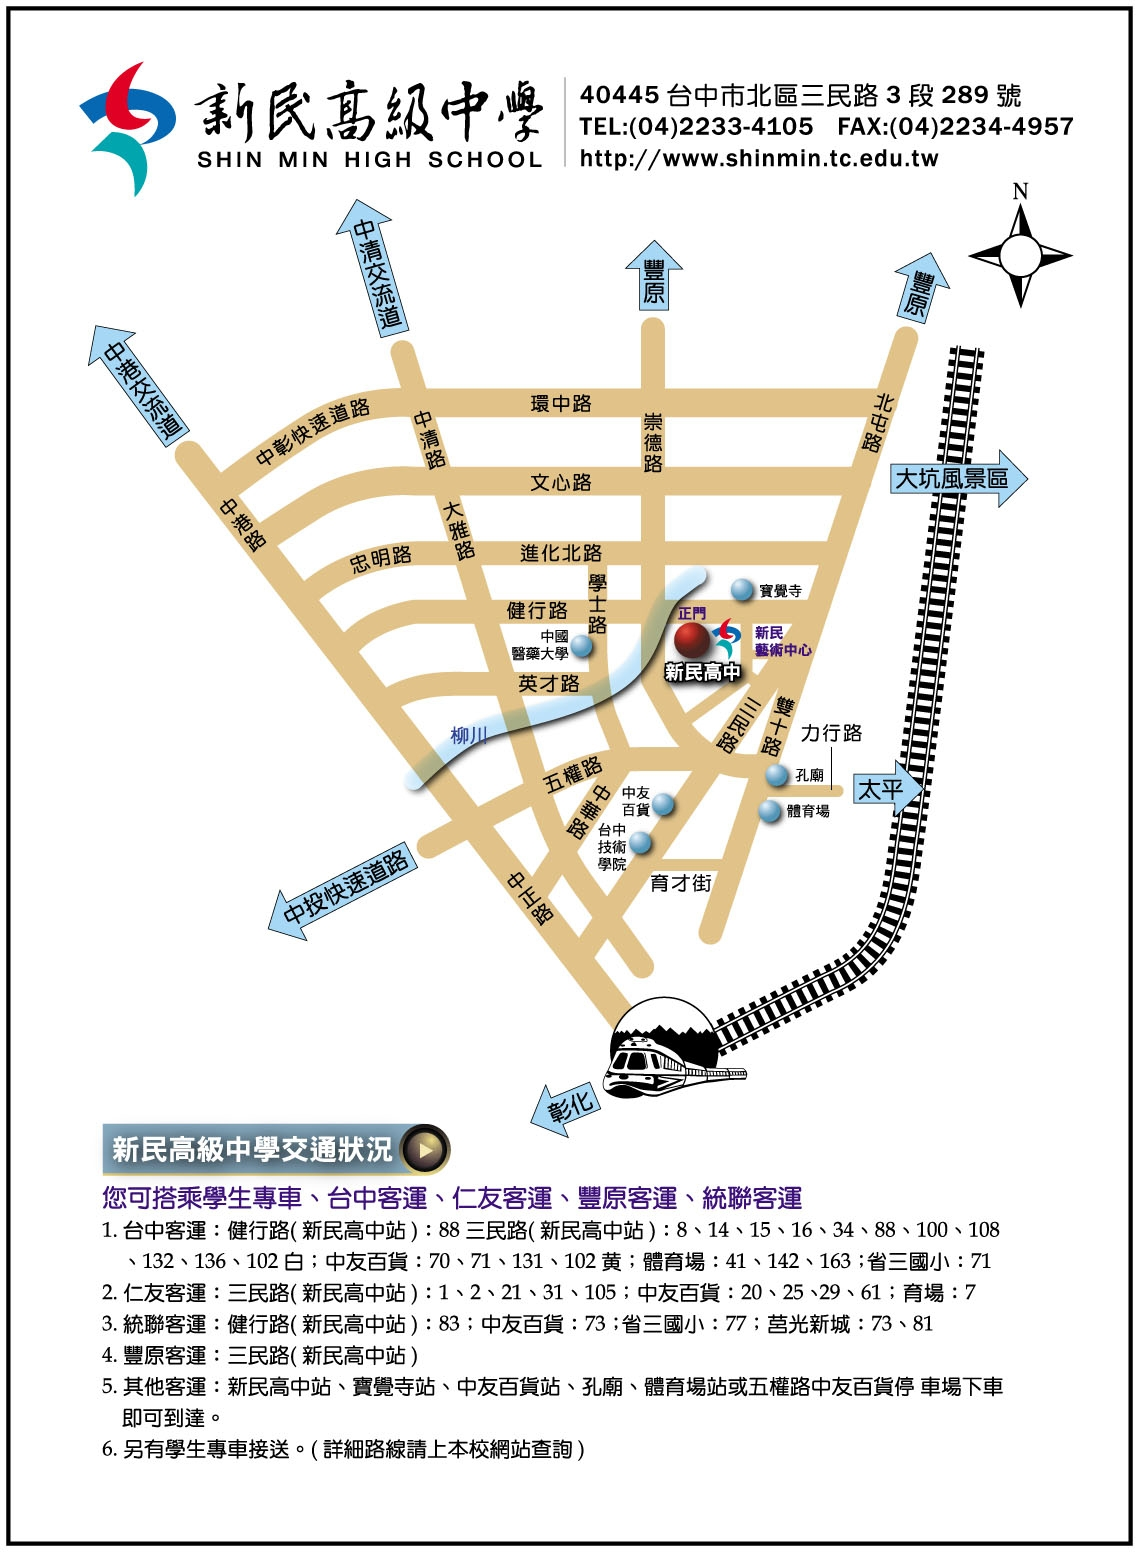 新民高級中學
SHIN MIN HIGH SCHOOL
40445 台中市北區三民路 3 段 289 號
TEL:(04)2233-4105 FAX:(04)2234-4957
http://www.shinmin.tc.edu.tw
N
中清交流道
豐原
豐原
中港交流道
環中路
中彰快速道路
中清路
崇德路
北屯路
大坑風景區
文心路
中港路
大雅路
忠明路
進化北路
學士路
寶覺寺
健行路
正門
中國
醫藥大學
新民
藝術中心
新民高中
英才路
柳川
三民路
雙十路
力行路
五權路
孔廟
太平
中華路
中友
百貨
體育場
台中
技術
學院
中投快速道路
中正路
育才街
彰化
新民高級中學交通狀況
您可搭乘學生專車、台中客運、仁友客運、豐原客運、統聯客運
1. 台中客運：健行路( 新民高中站 )：88 三民路( 新民高中站 )：8、14、15、16、34、88、100、108
、132、136、102 白；中友百貨：70、71、131、102 黄；體育場：41、142、163；省三國小：71
2. 仁友客運：三民路( 新民高中站 )：1、2、21、31、105；中友百貨：20、25、29、61；育場：7
3. 統聯客運：健行路( 新民高中站 )：83；中友百貨：73；省三國小：77；莒光新城：73、81
4. 豐原客運：三民路( 新民高中站 )
5. 其他客運：新民高中站、寶覺寺站、中友百貨站、孔廟、體育場站或五權路中友百貨停 車場下車
即可到達。
6. 另有學生專車接送。( 詳細路線請上本校網站查詢 )